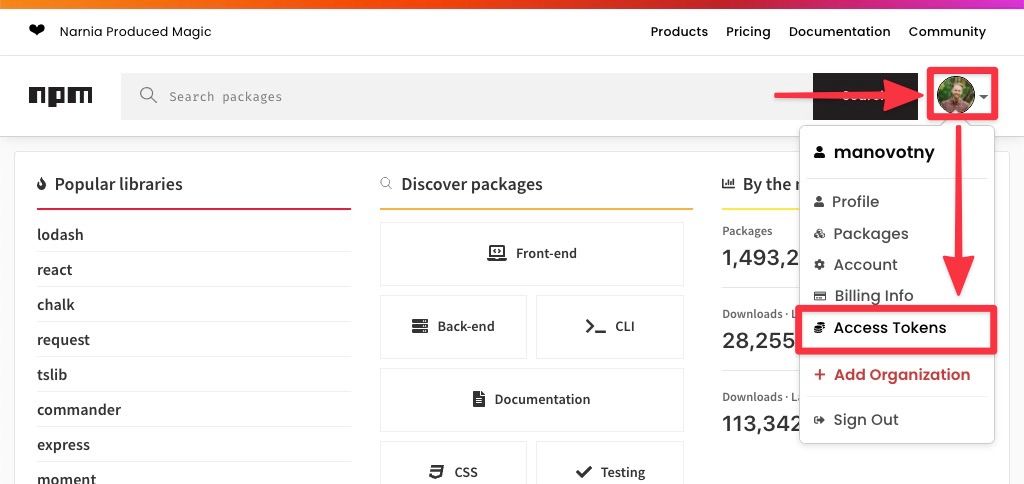 ❤ Narnia Produced Magic
Products Pricing Documentation Community
npm
Search packages
manovotny
Profile
Packages
Account
Billing Info
Access Tokens
+ Add Organization
Sign Out
Popular libraries
lodash
react
chalk
request
tslib
commander
express
moment
Discover packages
Front-end
Back-end
CLI
Documentation
CSS
Testing
By the
Packages
1,493,2
Downloads ·
28,255
Downloads ·
113,342